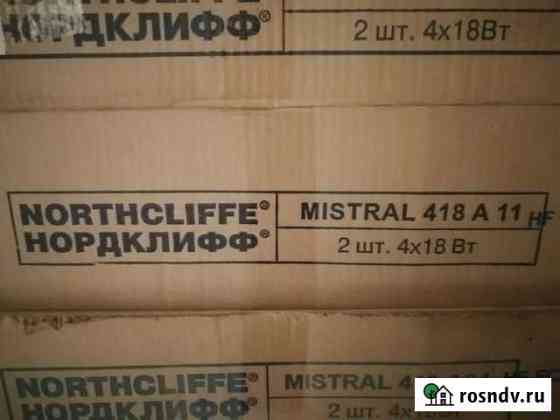 NORTHCLIFFE®
НОРДКЛИФФ®
2 шт. 4х18Вт
NORTHCLIFFE®
НОРДКЛИФФ®
MISTRAL 418 A 11 HF
2 шт. 4х18 Вт
NORTHCLIFFE®
НОРДКЛИФФ®
MISTRAL
2 шт. 4х18
rosndv.ru